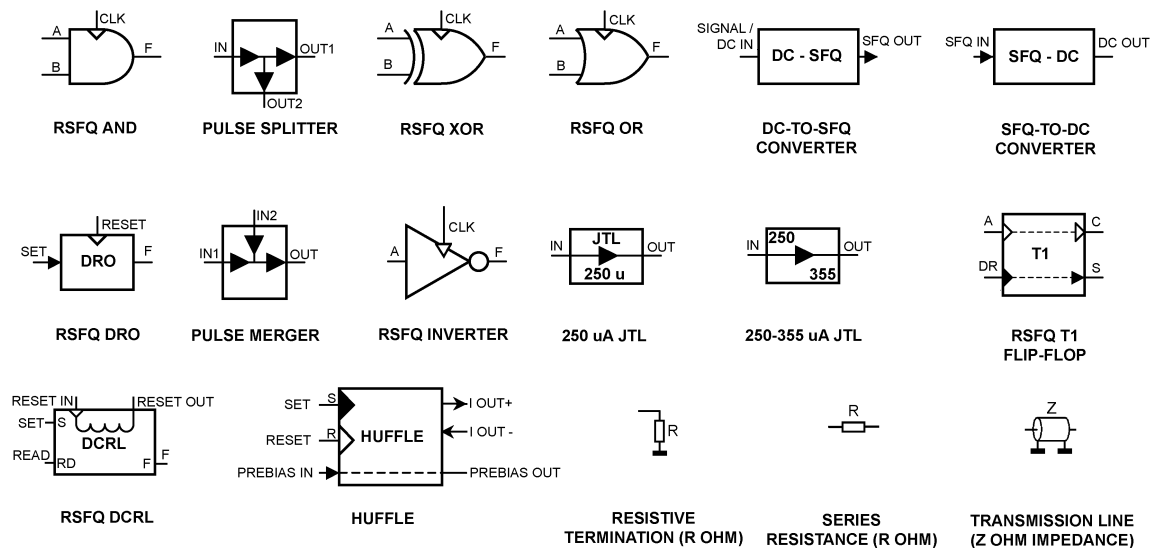 A
B
CLK
F
RSFQ AND
IN
OUT1
OUT2
PULSE SPLITTER
A
B
CLK
F
RSFQ XOR
A
B
CLK
F
RSFQ OR
SIGNAL /
DC IN
DC - SFQ
SFQ OUT
DC-TO-SFQ
CONVERTER
SFQ IN
SFQ - DC
DC OUT
SFQ-TO-DC
CONVERTER
SET
RESET
DRO
F
RSFQ DRO
IN1
IN2
OUT
PULSE MERGER
A
CLK
F
RSFQ INVERTER
IN
JTL
250 u
OUT
250 uA JTL
IN
250
355
OUT
250-355 uA JTL
A
DR
T1
C
S
RSFQ T1
FLIP-FLOP
RESET IN
RESET OUT
SET
S
DCRL
READ
RD
F
F
RSFQ DCRL
SET
S
RESET
R
HUFFLE
I OUT+
I OUT -
PREBIAS IN
PREBIAS OUT
HUFFLE
R
RESISTIVE
TERMINATION (R OHM)
R
SERIES
RESISTANCE (R OHM)
Z
TRANSMISSION LINE
(Z OHM IMPEDANCE)